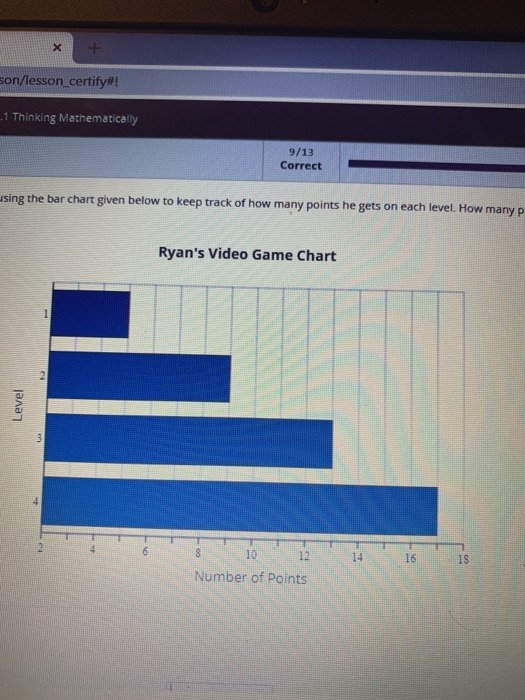 son/lesson_certify#!
.1 Thinking Mathematically
9/13
Correct
using the bar chart given below to keep track of how many points he gets on each level. How many p
Ryan's Video Game Chart
Level
1
2
3
4
2 4 6 8 10 12 14 16 18
Number of Points